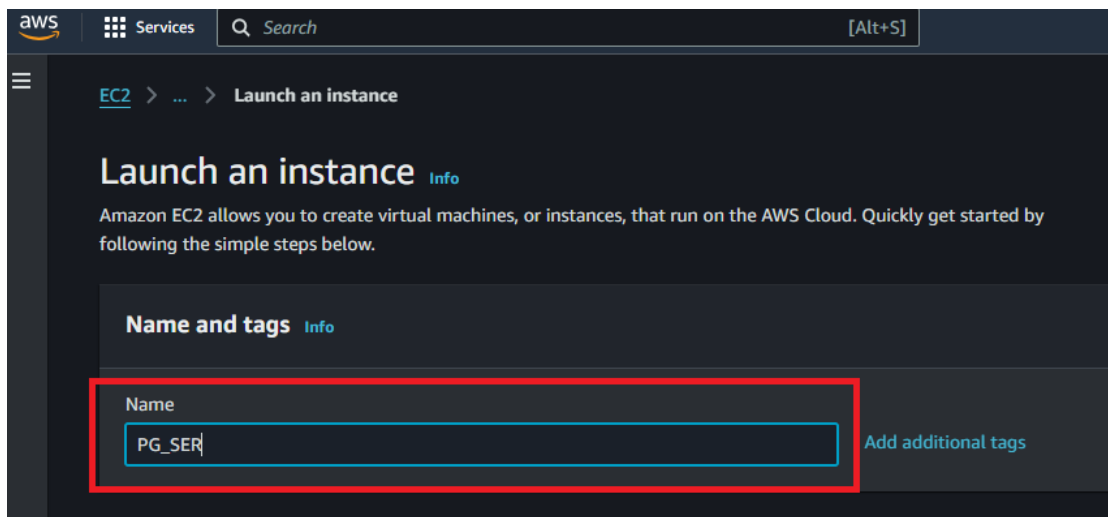 aws Services Search [Alt+S]
EC2 > ... > Launch an instance
Launch an instance Info
Amazon EC2 allows you to create virtual machines, or instances, that run on the AWS Cloud. Quickly get started by
following the simple steps below.
Name and tags Info
Name
PG_SER
Add additional tags